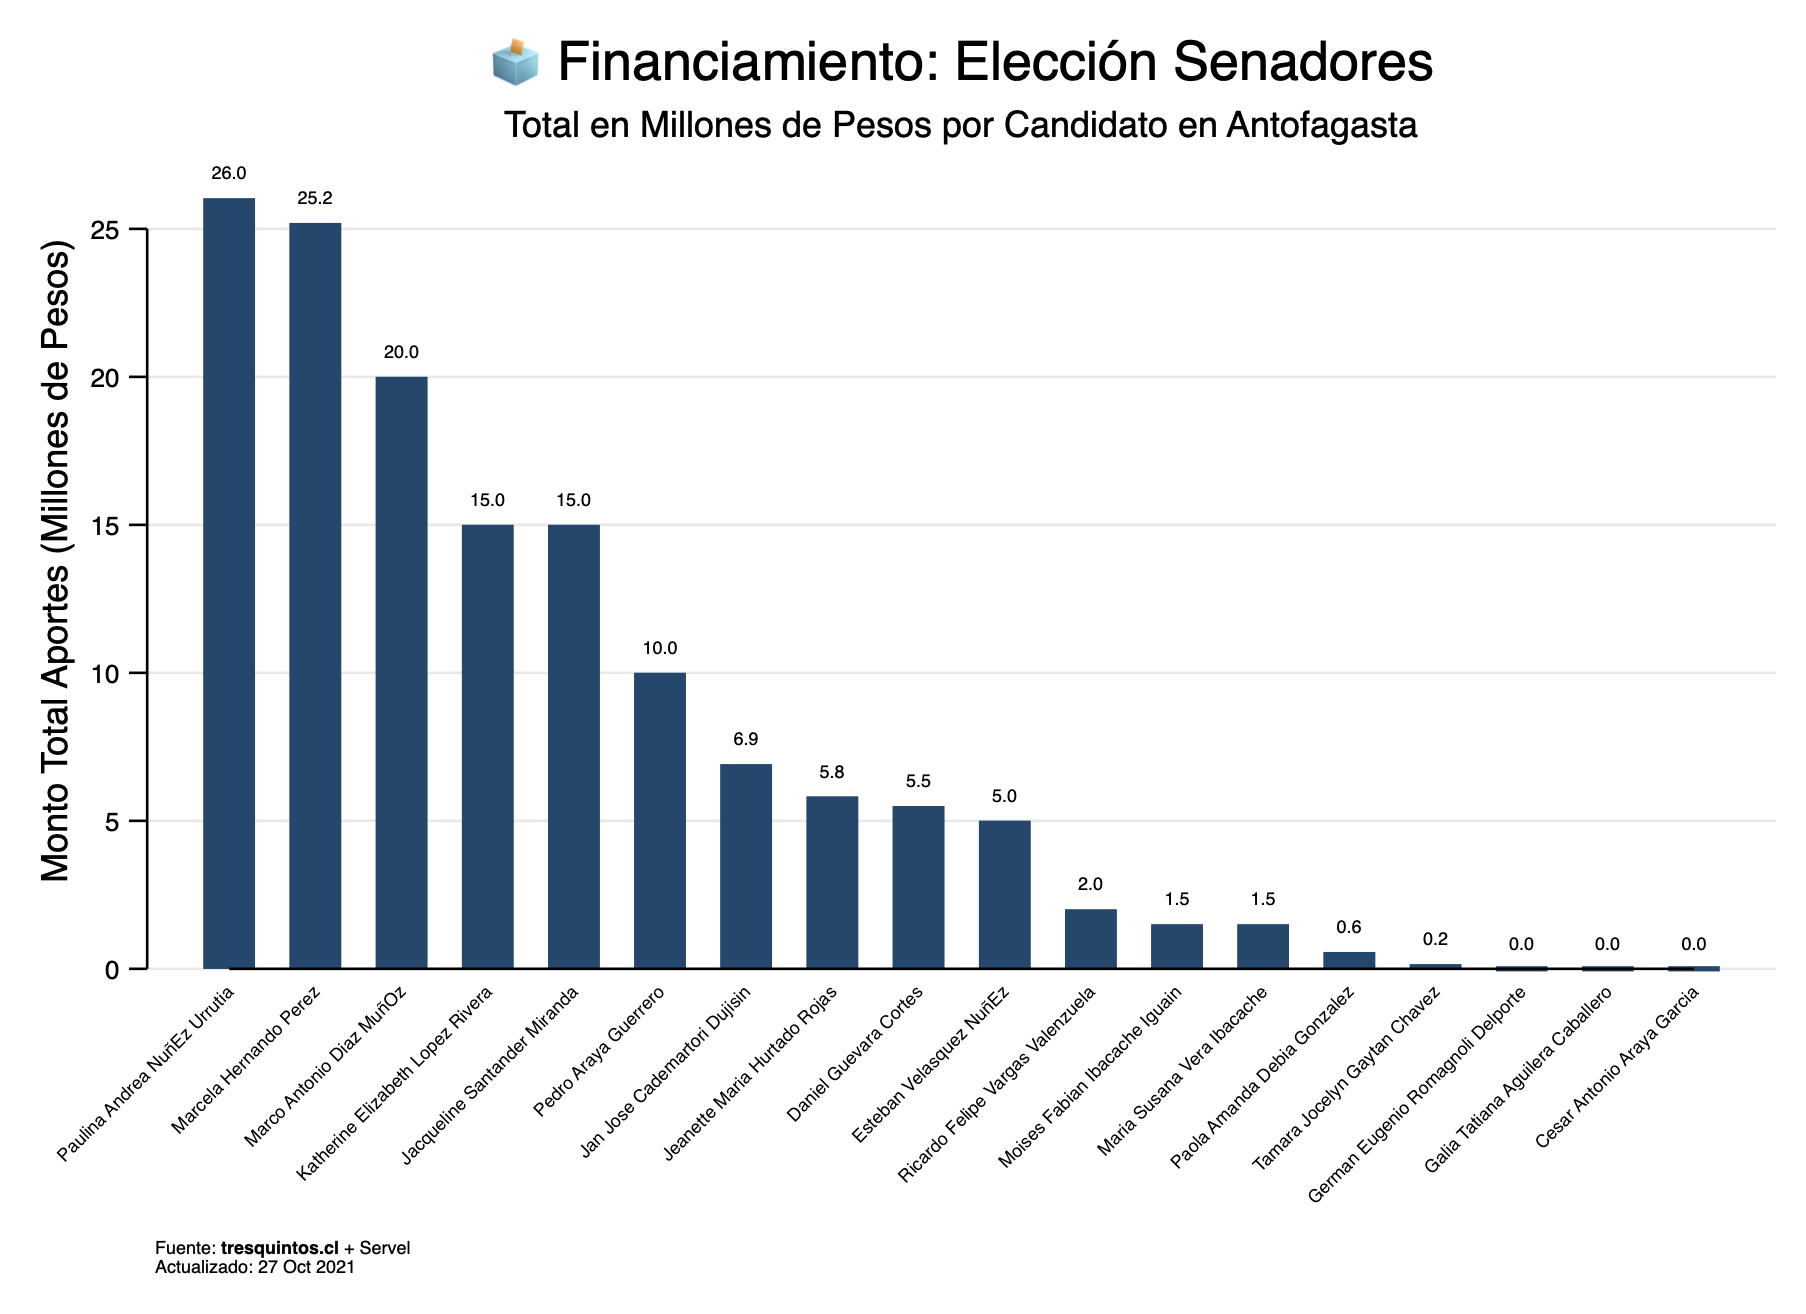 Financiamiento: Elección Senadores
Total en Millones de Pesos por Candidato en Antofagasta
Monto Total Aportes (Millones de Pesos)
25
20
15
10
5
0
26.0
25.2
20.0
15.0
15.0
10.0
6.9
5.8
5.5
5.0
2.0
1.5
1.5
0.6
0.2
0.0
0.0
0.0
Paulina Andrea NuñEz Urrutia
Marcela Hernando Perez
Marco Antonio Diaz MuñOz
Katherine Elizabeth Lopez Rivera
Jacqueline Santander Miranda
Pedro Araya Guerrero
Jan Jose Cademartori Dujisin
Jeanette Maria Hurtado Rojas
Daniel Guevara Cortes
Esteban Velasquez NuñEz
Ricardo Felipe Vargas Valenzuela
Moises Fabian Ibacache Iguain
Maria Susana Vera Ibacache
Paola Amanda Debia Gonzalez
Tamara Jocelyn Gaytan Chavez
German Eugenio Romagnoli Delporte
Galia Tatiana Aguilera Caballero
Cesar Antonio Araya Garcia
Fuente: tresquintos.cl + Servel
Actualizado: 27 Oct 2021